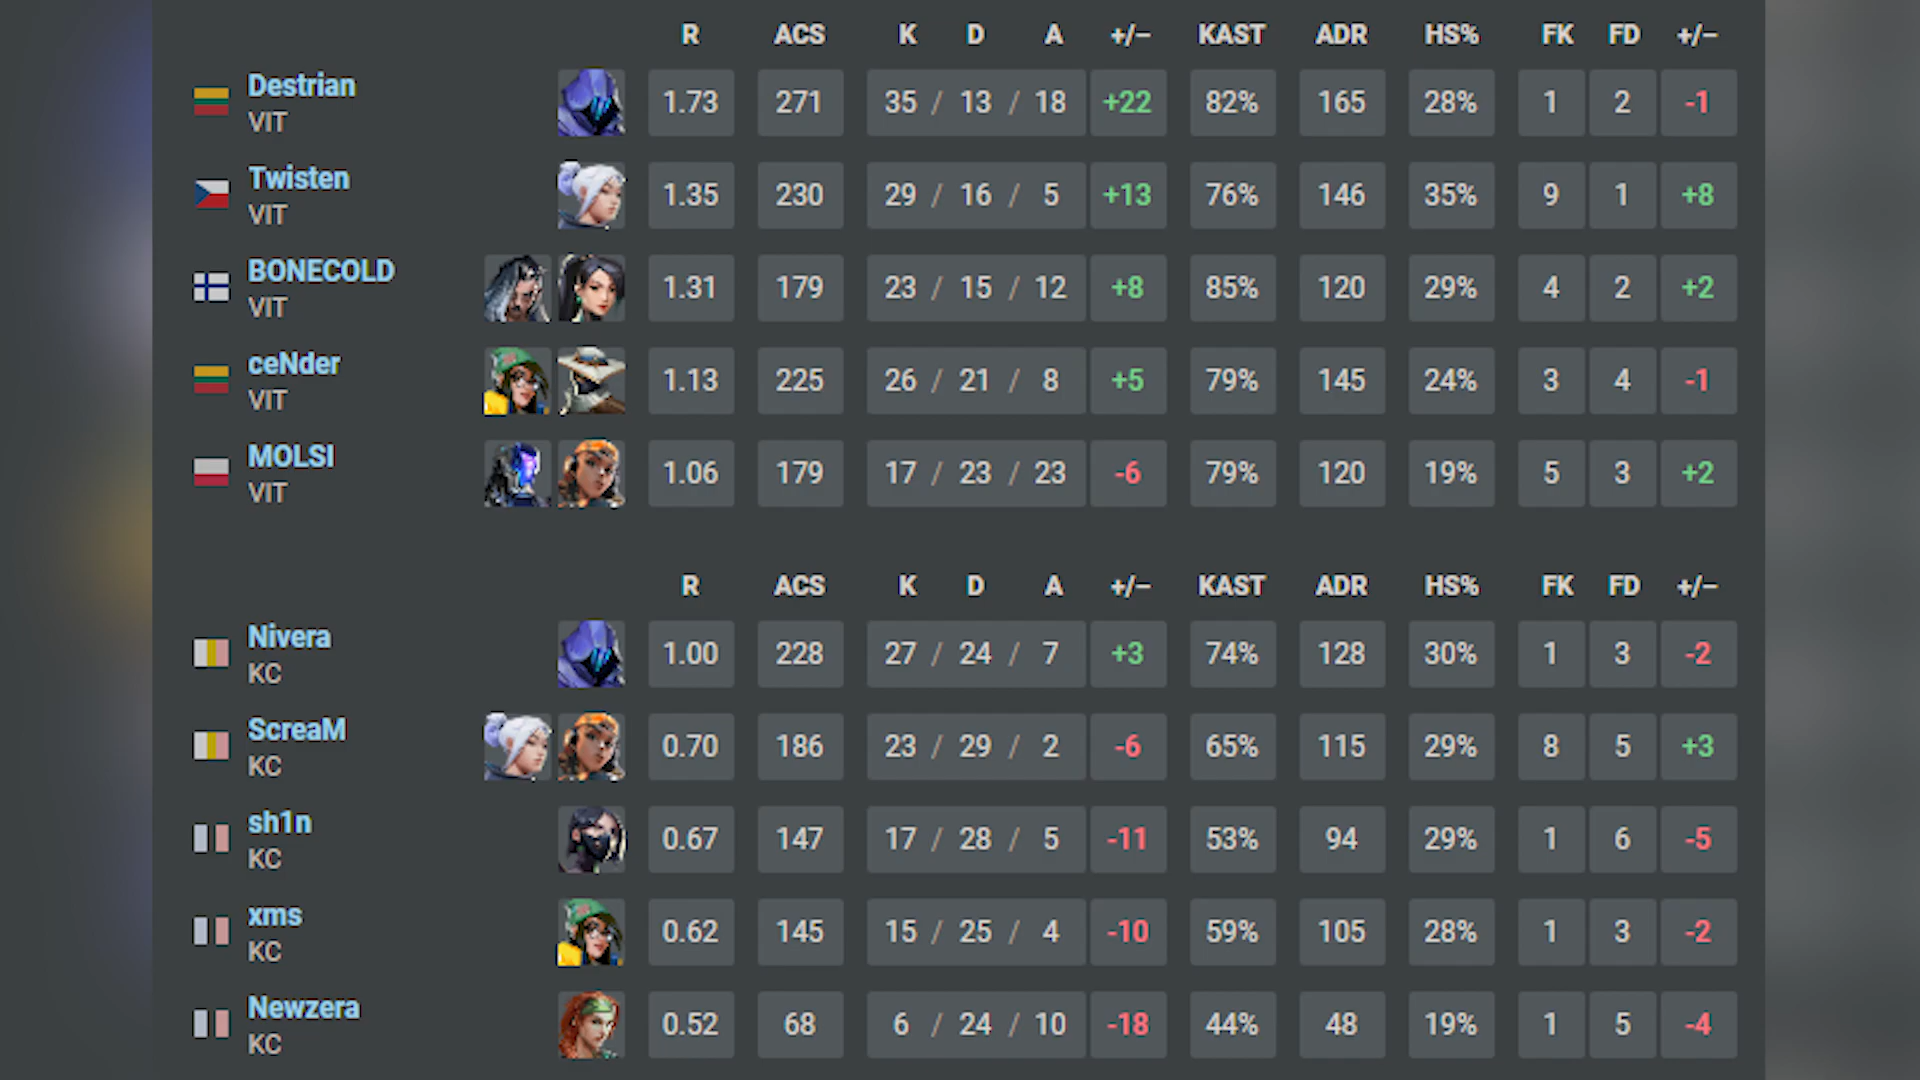 R ACS K D A +/− KAST ADR HS% FK FD +/−
Destrian
VIT
1.73 271 35 / 13 / 18 +22 82% 165 28% 1 2 -1
Twisten
VIT
1.35 230 29 / 16 / 5 +13 76% 146 35% 9 1 +8
BONECOLD
VIT
1.31 179 23 / 15 / 12 +8 85% 120 29% 4 2 +2
ceNder
VIT
1.13 225 26 / 21 / 8 +5 79% 145 24% 3 4 -1
MOLSI
VIT
1.06 179 17 / 23 / 23 -6 79% 120 19% 5 3 +2
R ACS K D A +/− KAST ADR HS% FK FD +/−
Nivera
KC
1.00 228 27 / 24 / 7 +3 74% 128 30% 1 3 -2
ScreaM
KC
0.70 186 23 / 29 / 2 -6 65% 115 29% 8 5 +3
sh1n
KC
0.67 147 17 / 28 / 5 -11 53% 94 29% 1 6 -5
xms
KC
0.62 145 15 / 25 / 4 -10 59% 105 28% 1 3 -2
Newzera
KC
0.52 68 6 / 24 / 10 -18 44% 48 19% 1 5 -4